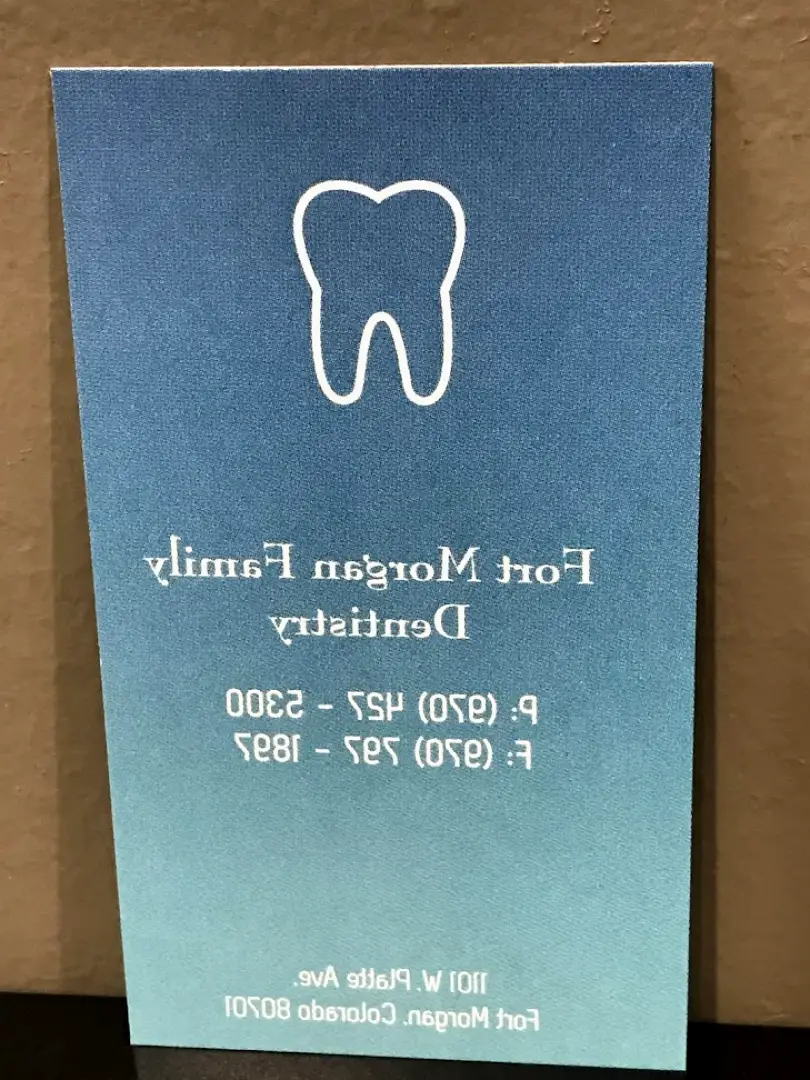 Fort Morgan Family
Dentistry
P: (970) 427 - 5300
F: (970) 797 - 1897
1101 W. Platte Ave.
Fort Morgan, Colorado 80701